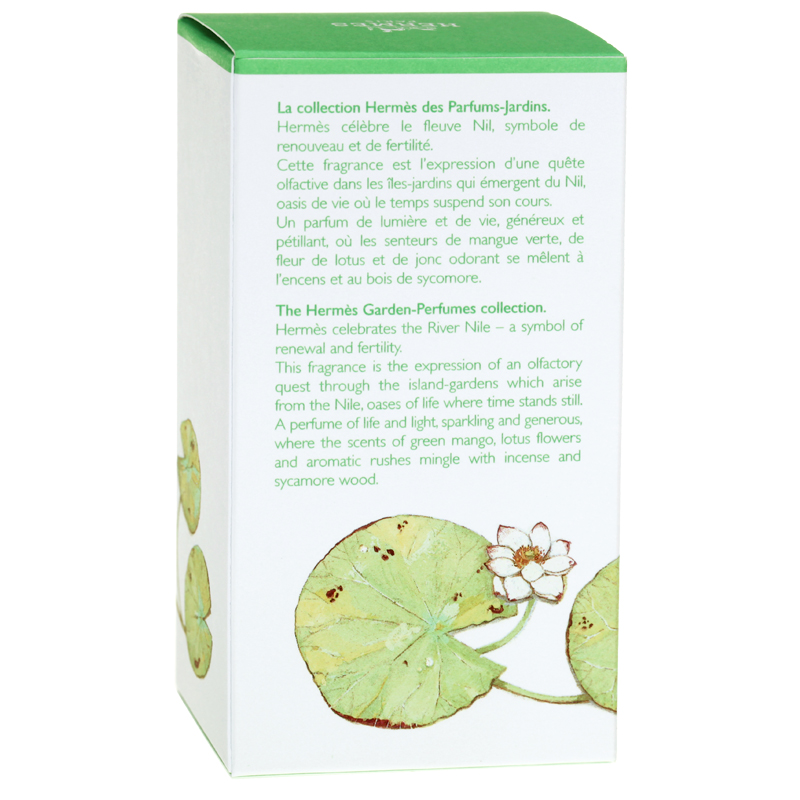 HERMÈS
La collection Hermès des Parfums-Jardins.
Hermès célèbre le fleuve Nil, symbole de
renouveau et de fertilité.
Cette fragrance est l'expression d'une quête
olfactive dans les îles-jardins qui émergent du Nil,
oasis de vie où le temps suspend son cours.
Un parfum de lumière et de vie, généreux et
pétillant, où les senteurs de mangue verte, de
fleur de lotus et de jonc odorant se mêlent à
l'encens et au bois de sycomore.
The Hermès Garden-Perfumes collection.
Hermès celebrates the River Nile – a symbol of
renewal and fertility.
This fragrance is the expression of an olfactory
quest through the island-gardens which arise
from the Nile, oases of life where time stands still.
A perfume of life and light, sparkling and generous,
where the scents of green mango, lotus flowers
and aromatic rushes mingle with incense and
sycamore wood.